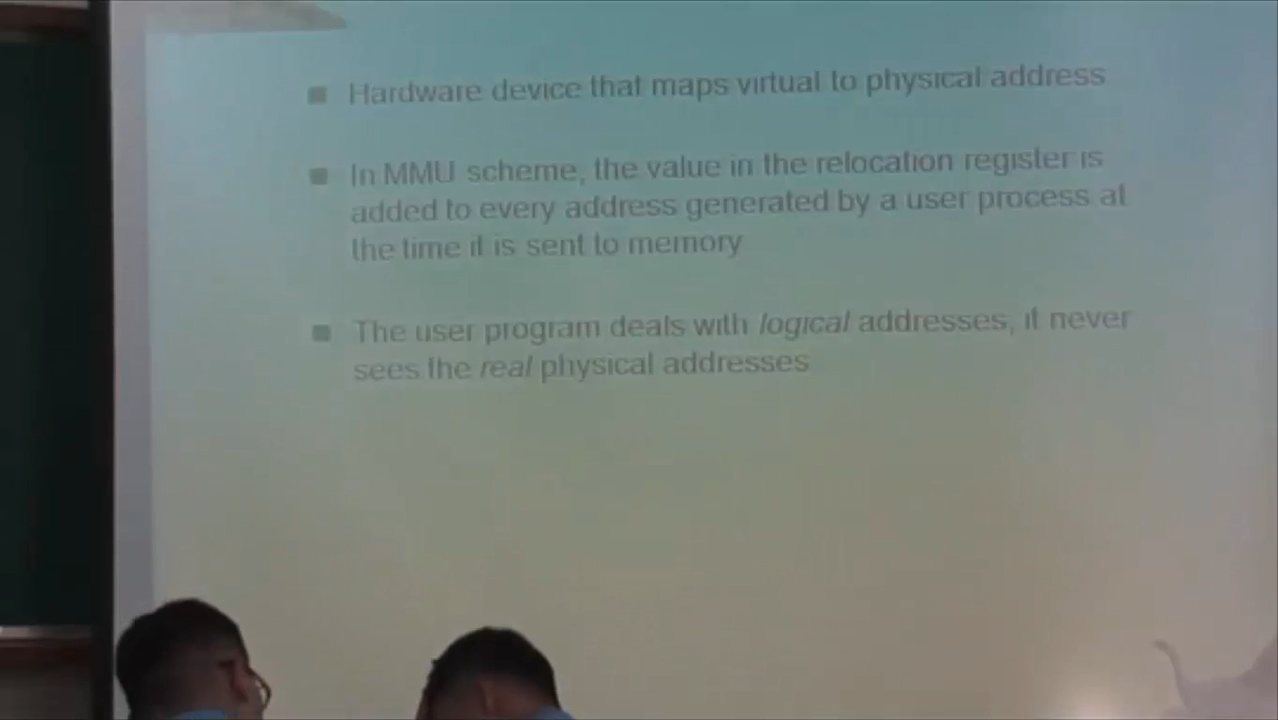 Hardware device that maps virtual to physical address
In MMU scheme, the value in the relocation register is
added to every address generated by a user process at
the time it is sent to memory
The user program deals with logical addresses; it never
sees the real physical addresses